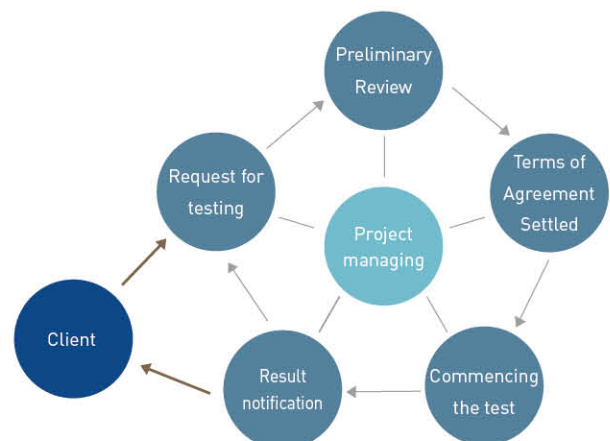 Preliminary
Review
Request for
testing
Terms of
Agreement
Settled
Project
managing
Client
Result
notification
Commencing
the test